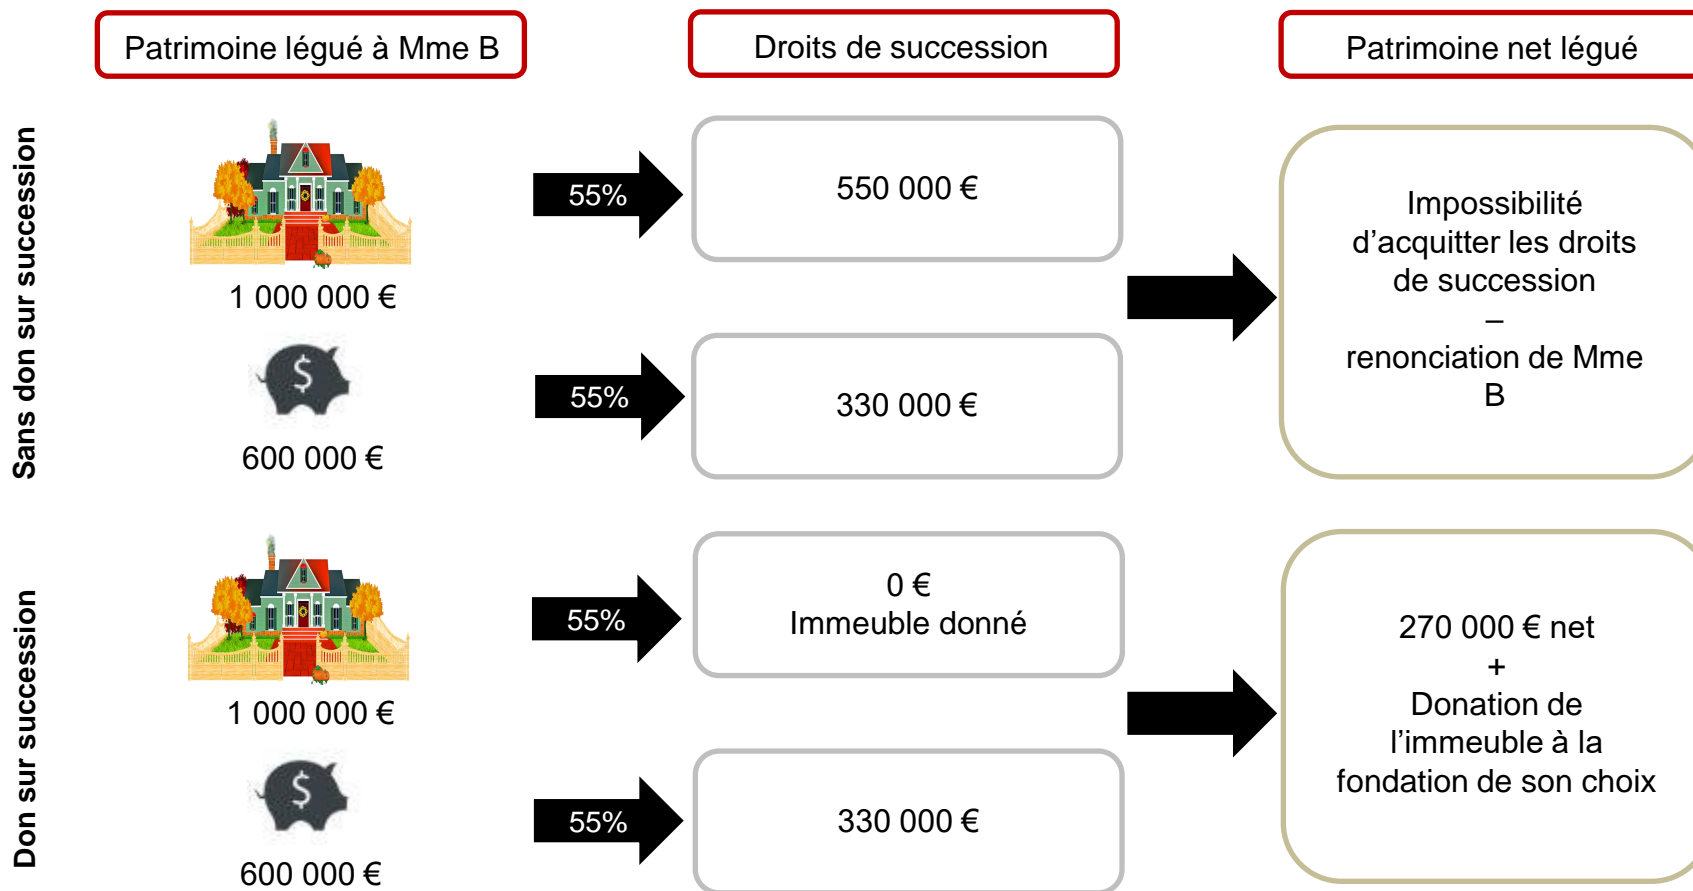 Patrimoine légué à Mme B
Droits de succession
Patrimoine net légué
Sans don sur succession
1 000 000 €
55%
550 000 €
$
600 000 €
55%
330 000 €
Impossibilité
d’acquitter les droits
de succession
–
renonciation de Mme
B
Don sur succession
1 000 000 €
55%
0 €
Immeuble donné
$
600 000 €
55%
330 000 €
270 000 € net
+
Donation de
l’immeuble à la
fondation de son choix